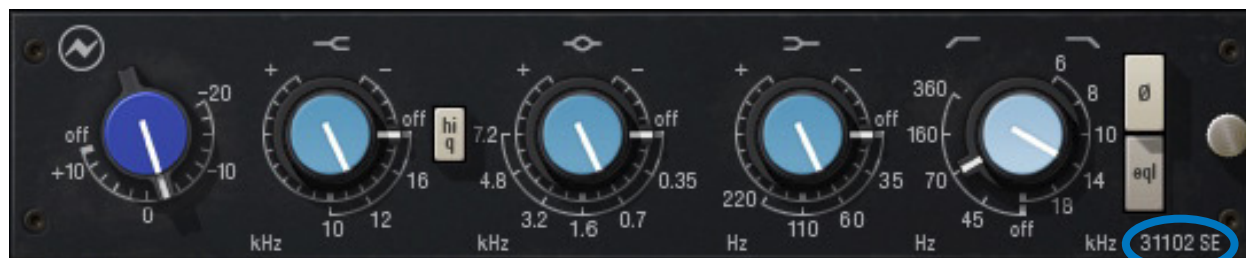 -20
off
+10
-10
0
+ -
off
16
12
10
kHz
hi
q
+ -
off
7.2
4.8
3.2
1.6
0.7
0.35
kHz
+ -
off
220
110
60
35
Hz
360
160
70
45
off
Hz
6
8
10
14
18
kHz
Ø
eql
31102 SE